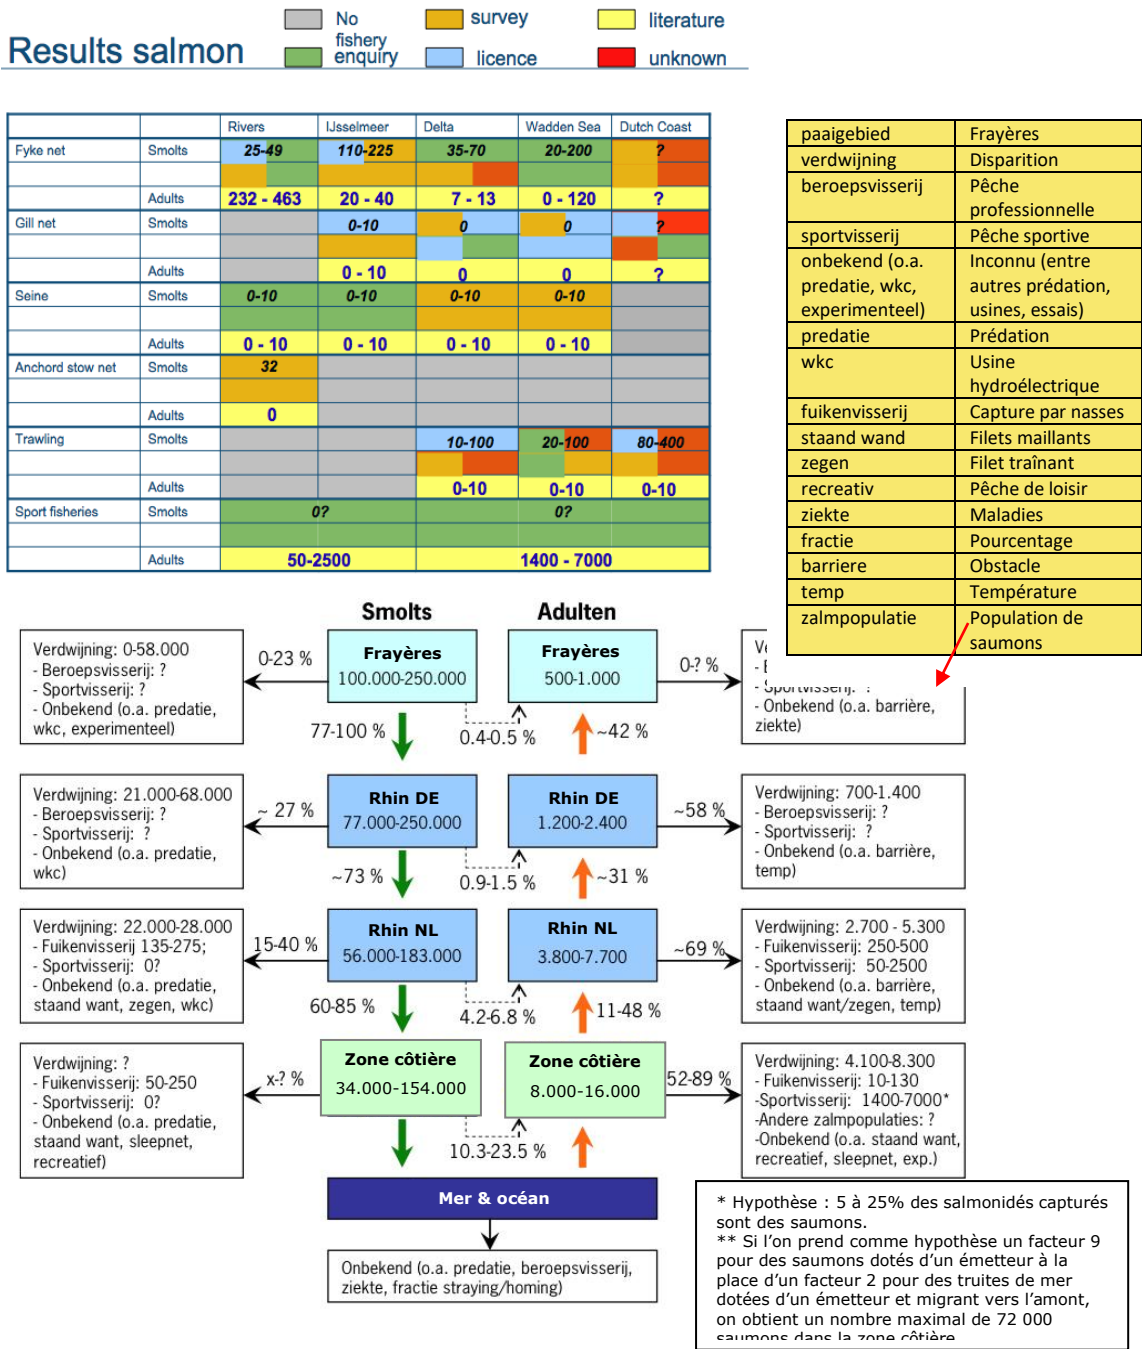 Results salmon
No fishery
survey
literature
enquiry
licence
unknown
Rivers IJsselmeer Delta Wadden Sea Dutch Coast
Fyke net Smolts 25-49 110-225 35-70 20-200 ?
Adults 232 - 463 20 - 40 7 - 13 0 - 120 ?
Gill net Smolts 0-10 0 0 ?
Adults 0 - 10 0 0 ?
Seine Smolts 0-10 0-10 0-10 0-10
Adults 0 - 10 0 - 10 0 - 10 0 - 10
Anchord stow net Smolts 32
Adults 0
Trawling Smolts 10-100 20-100 80-400
Adults 0-10 0-10 0-10
Sport fisheries Smolts 0? 0?
Adults 50-2500 1400 - 7000
paaigebied Frayères
verdwijning Disparition
beroepsvisserij Pêche
professionnelle
sportvisserij Pêche sportive
onbekend (o.a. Inconnu (entre
predatie, wkc, autres prédation,
experimenteel) usines, essais)
predatie Prédation
wkc Usine
hydroélectrique
fuikenvisserij Capture par nasses
staand wand Filets maillants
zegen Filet traînant
recreativ Pêche de loisir
ziekte Maladies
fractie Pourcentage
barriere Obstacle
temp Température
zalmpopulatie Population de
saumons
Smolts Adulten
Verdwijning: 0-58.000
- Beroepsvisserij: ?
- Sportvisserij: ?
- Onbekend (o.a. predatie,
wkc, experimenteel)
0-23 %
Frayères
100.000-250.000
Frayères
500-1.000
0-? %
- Sportvisserij: ?
- Onbekend (o.a. barrière,
ziekte)
77-100 %
0.4-0.5 %
~42 %
Verdwijning: 21.000-68.000
- Beroepsvisserij: ?
- Sportvisserij: ?
- Onbekend (o.a. predatie,
wkc)
~ 27 %
Rhin DE
77.000-250.000
Rhin DE
1.200-2.400
~58 %
Verdwijning: 700-1.400
- Beroepsvisserij: ?
- Sportvisserij: ?
- Onbekend (o.a. barrière,
temp)
~73 %
0.9-1.5 %
~31 %
Verdwijning: 22.000-28.000
- Fuikenvisserij 135-275;
- Sportvisserij: 0?
- Onbekend (o.a. predatie,
staand want, zegen, wkc)
15-40 %
Rhin NL
56.000-183.000
Rhin NL
3.800-7.700
~69 %
Verdwijning: 2.700 - 5.300
- Fuikenvisserij: 250-500
- Sportvisserij: 50-2500
- Onbekend (o.a. barrière,
staand want/zegen, temp)
60-85 %
4.2-6.8 %
11-48 %
Verdwijning: ?
- Fuikenvisserij: 50-250
- Sportvisserij: 0?
- Onbekend (o.a. predatie,
staand want, sleepnet,
recreatief)
x-? %
Zone côtière
34.000-154.000
Zone côtière
8.000-16.000
52-89 %
Verdwijning: 4.100-8.300
- Fuikenvisserij: 10-130
-Sportvisserij: 1400-7000*
-Andere zalmpopulaties: ?
-Onbekend (o.a. staand want,
recreatief, sleepnet, exp.)
10.3-23.5 %
Mer & océan
Onbekend (o.a. predatie, beroepsvisserij,
ziekte, fractie straying/homing)
* Hypothèse : 5 à 25% des salmonidés capturés
sont des saumons.
** Si l'on prend comme hypothèse un facteur 9
pour des saumons dotés d'un émetteur à la
place d'un facteur 2 pour des truites de mer
dotées d'un émetteur et migrant vers l'amont,
on obtient un nombre maximal de 72 000
saumons dans la zone côtière